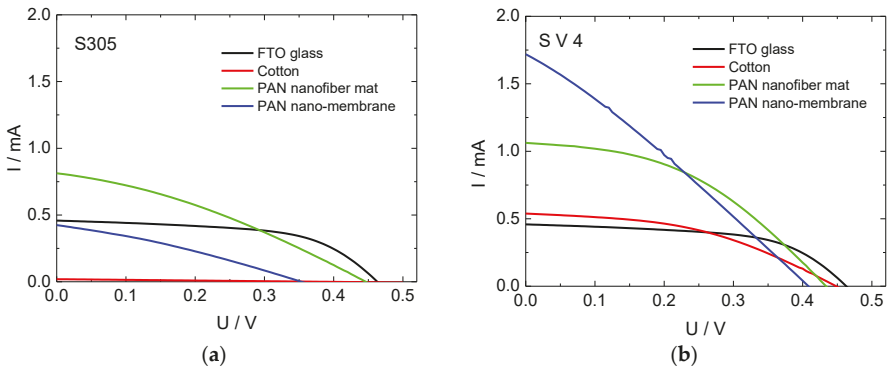 S305
FTO glass
Cotton
PAN nanofiber mat
PAN nano-membrane
2.0
1.5
1.0
0.5
0.0
I / mA
0.0 0.1 0.2 0.3 0.4 0.5
U / V
(a)
S V 4
FTO glass
Cotton
PAN nanofiber mat
PAN nano-membrane
2.0
1.5
1.0
0.5
0.0
I / mA
0.0 0.1 0.2 0.3 0.4 0.5
U / V
(b)